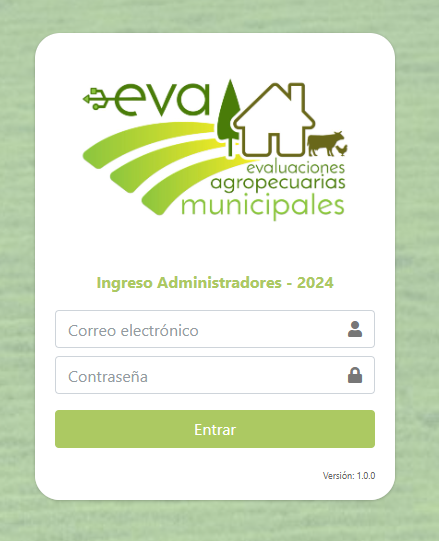 eva
evaluaciones
agropecuarias
municipales
Ingreso Administradores - 2024
Correo electrónico
Contraseña
Entrar
Versión: 1.0.0